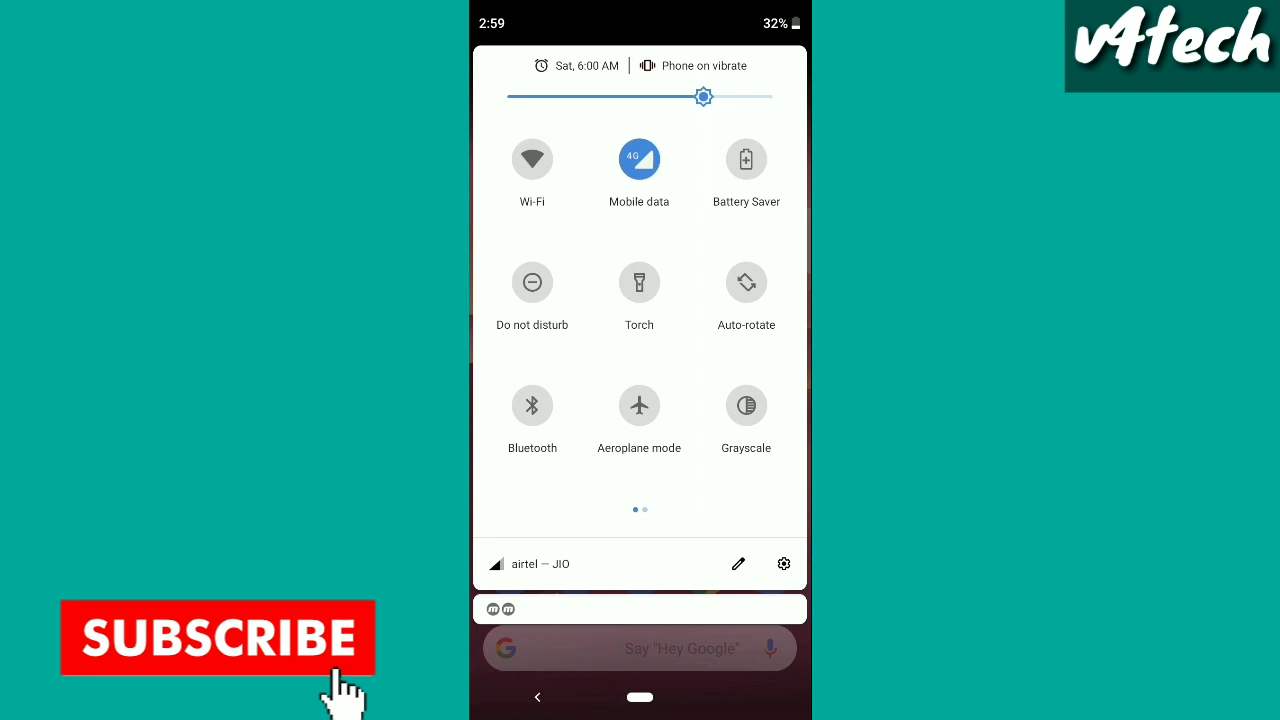 v4tech
2:59 32%
Sat, 6:00 AM Phone on vibrate
4G
Wi-Fi Mobile data Battery Saver
Do not disturb Torch Auto-rotate
Bluetooth Aeroplane mode Grayscale
airtel — JIO
m m
G Say "Hey Google"
SUBSCRIBE